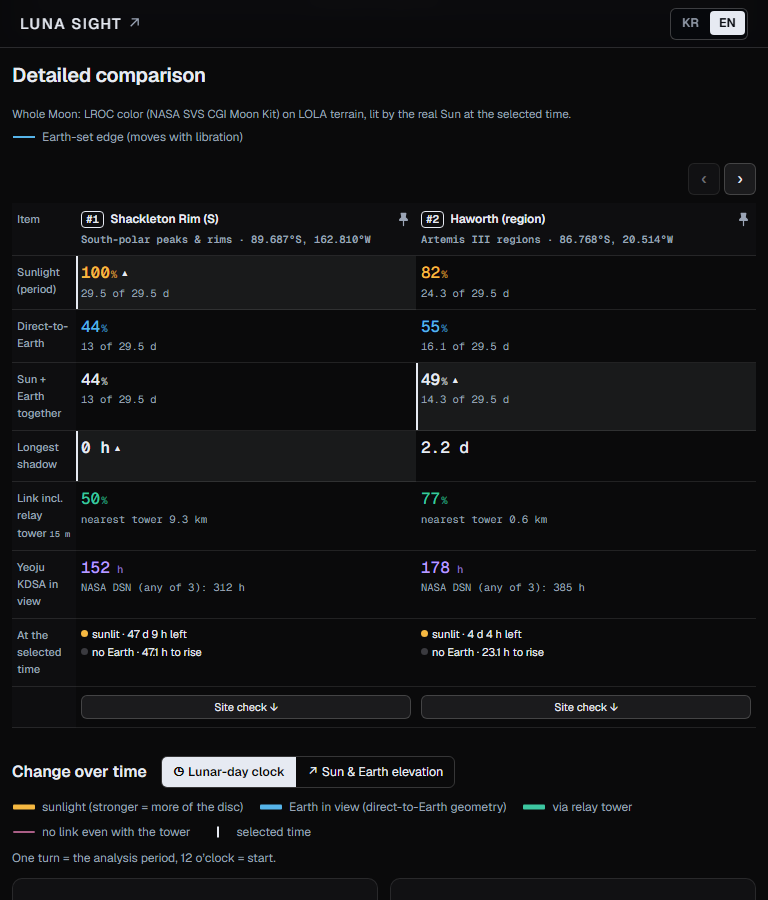 LUNA SIGHT ↗
KR EN
Detailed comparison
Whole Moon: LROC color (NASA SVS CGI Moon Kit) on LOLA terrain, lit by the real Sun at the selected time.
Earth-set edge (moves with libration)
‹ ›
Item
#1 Shackleton Rim (S)
South-polar peaks & rims · 89.687°S, 162.810°W
#2 Haworth (region)
Artemis III regions · 86.768°S, 20.514°W
Sunlight
(period)
100% ▲
29.5 of 29.5 d
82%
24.3 of 29.5 d
Direct-to-
Earth
44%
13 of 29.5 d
55%
16.1 of 29.5 d
Sun +
Earth
together
44%
13 of 29.5 d
49% ▲
14.3 of 29.5 d
Longest
shadow
0 h ▲
2.2 d
Link incl.
relay
tower 15 m
50%
nearest tower 9.3 km
77%
nearest tower 0.6 km
Yeoju
KDSA in
view
152 h
NASA DSN (any of 3): 312 h
178 h
NASA DSN (any of 3): 385 h
At the
selected
time
sunlit · 47 d 9 h left
no Earth · 47.1 h to rise
sunlit · 4 d 4 h left
no Earth · 23.1 h to rise
Site check ↓
Site check ↓
Change over time
◷ Lunar-day clock
↗ Sun & Earth elevation
sunlight (stronger = more of the disc)
Earth in view (direct-to-Earth geometry)
via relay tower
no link even with the tower
selected time
One turn = the analysis period, 12 o'clock = start.